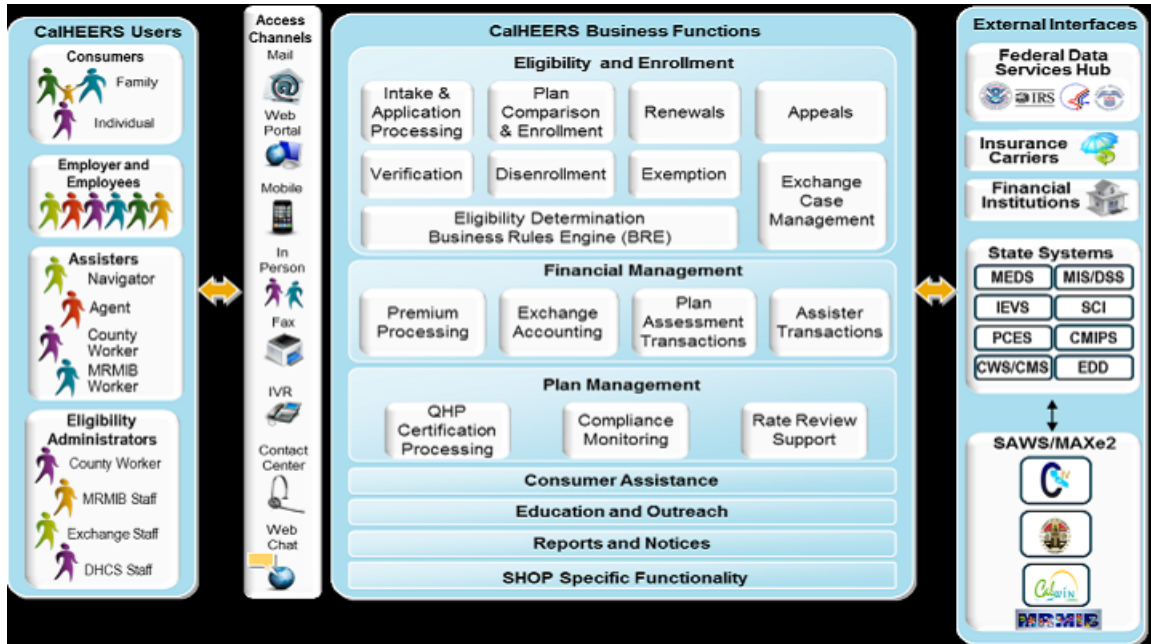 CalHEERS Users
Consumers
Family
Individual
Employer and
Employees
Assisters
Navigator
Agent
County
Worker
MRMIB
Worker
Eligibility
Administrators
County Worker
MRMIB Staff
Exchange Staff
DHCS Staff
Access
Channels
Mail
Web
Portal
Mobile
In
Person
Fax
IVR
Contact
Center
Web
Chat
CalHEERS Business Functions
Eligibility and Enrollment
Intake &
Application
Processing
Plan
Comparison
& Enrollment
Renewals
Appeals
Verification
Disenrollment
Exemption
Exchange
Case
Management
Eligibility Determination
Business Rules Engine (BRE)
Financial Management
Premium
Processing
Exchange
Accounting
Plan
Assessment
Transactions
Assister
Transactions
Plan Management
QHP
Certification
Processing
Compliance
Monitoring
Rate Review
Support
Consumer Assistance
Education and Outreach
Reports and Notices
SHOP Specific Functionality
External Interfaces
Federal Data
Services Hub
IRS
Insurance
Carriers
Financial
Institutions
State Systems
MEDS MIS/DSS
IEVS SCI
PCES CMIPS
CWS/CMS EDD
SAWS/MAXe2
CalWIN
MRMIB